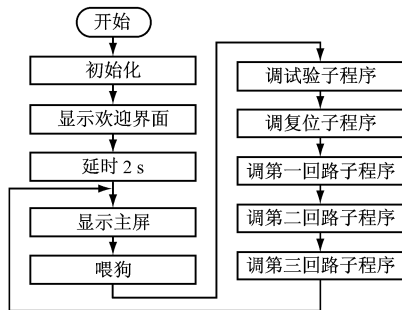 开始
初始化
显示欢迎界面
延时 2 s
显示主屏
喂狗
调试验子程序
调复位子程序
调第一回路子程序
调第二回路子程序
调第三回路子程序